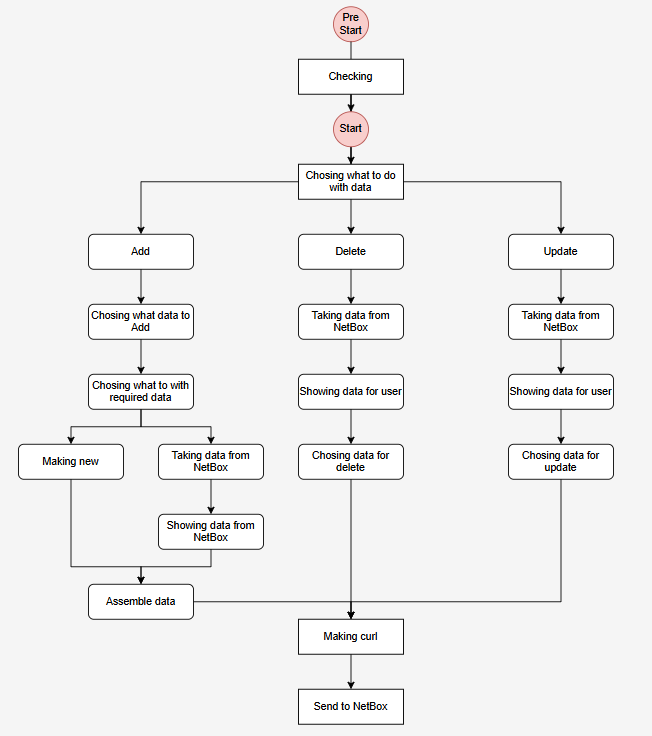 Pre
Start
Checking
Start
Chosing what to do
with data
Add
Delete
Update
Chosing what data to
Add
Taking data from
NetBox
Taking data from
NetBox
Chosing what to with
required data
Showing data for user
Showing data for user
Making new
Taking data from
NetBox
Chosing data for
delete
Chosing data for
update
Showing data from
NetBox
Assemble data
Making curl
Send to NetBox